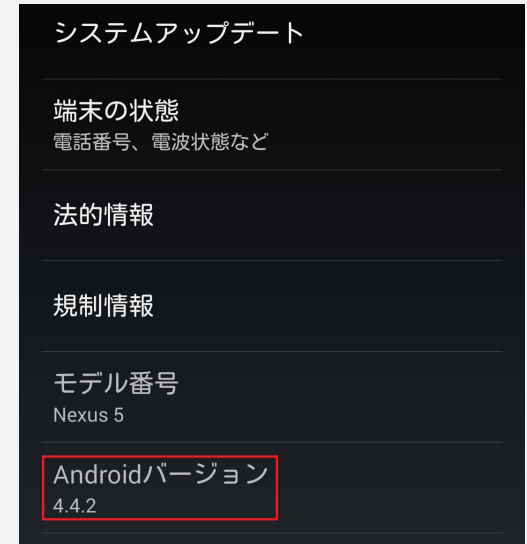 システムアップデート
端末の状態
電話番号、電波状態など
法的情報
規制情報
モデル番号
Nexus 5
Androidバージョン
4.4.2